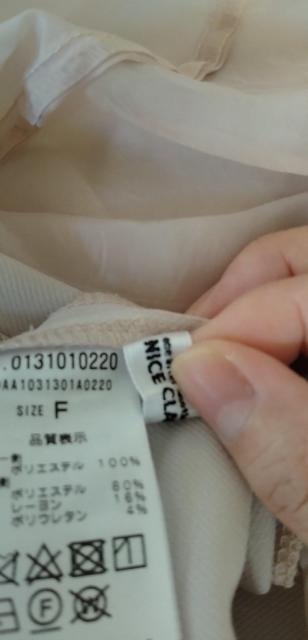 .0131010220
AA1031301A0220
SIZE F
品質表示
ポリエステル 100%
ポリエステル 80%
レーヨン 16%
ポリウレタン 4%
F
NICE CLA